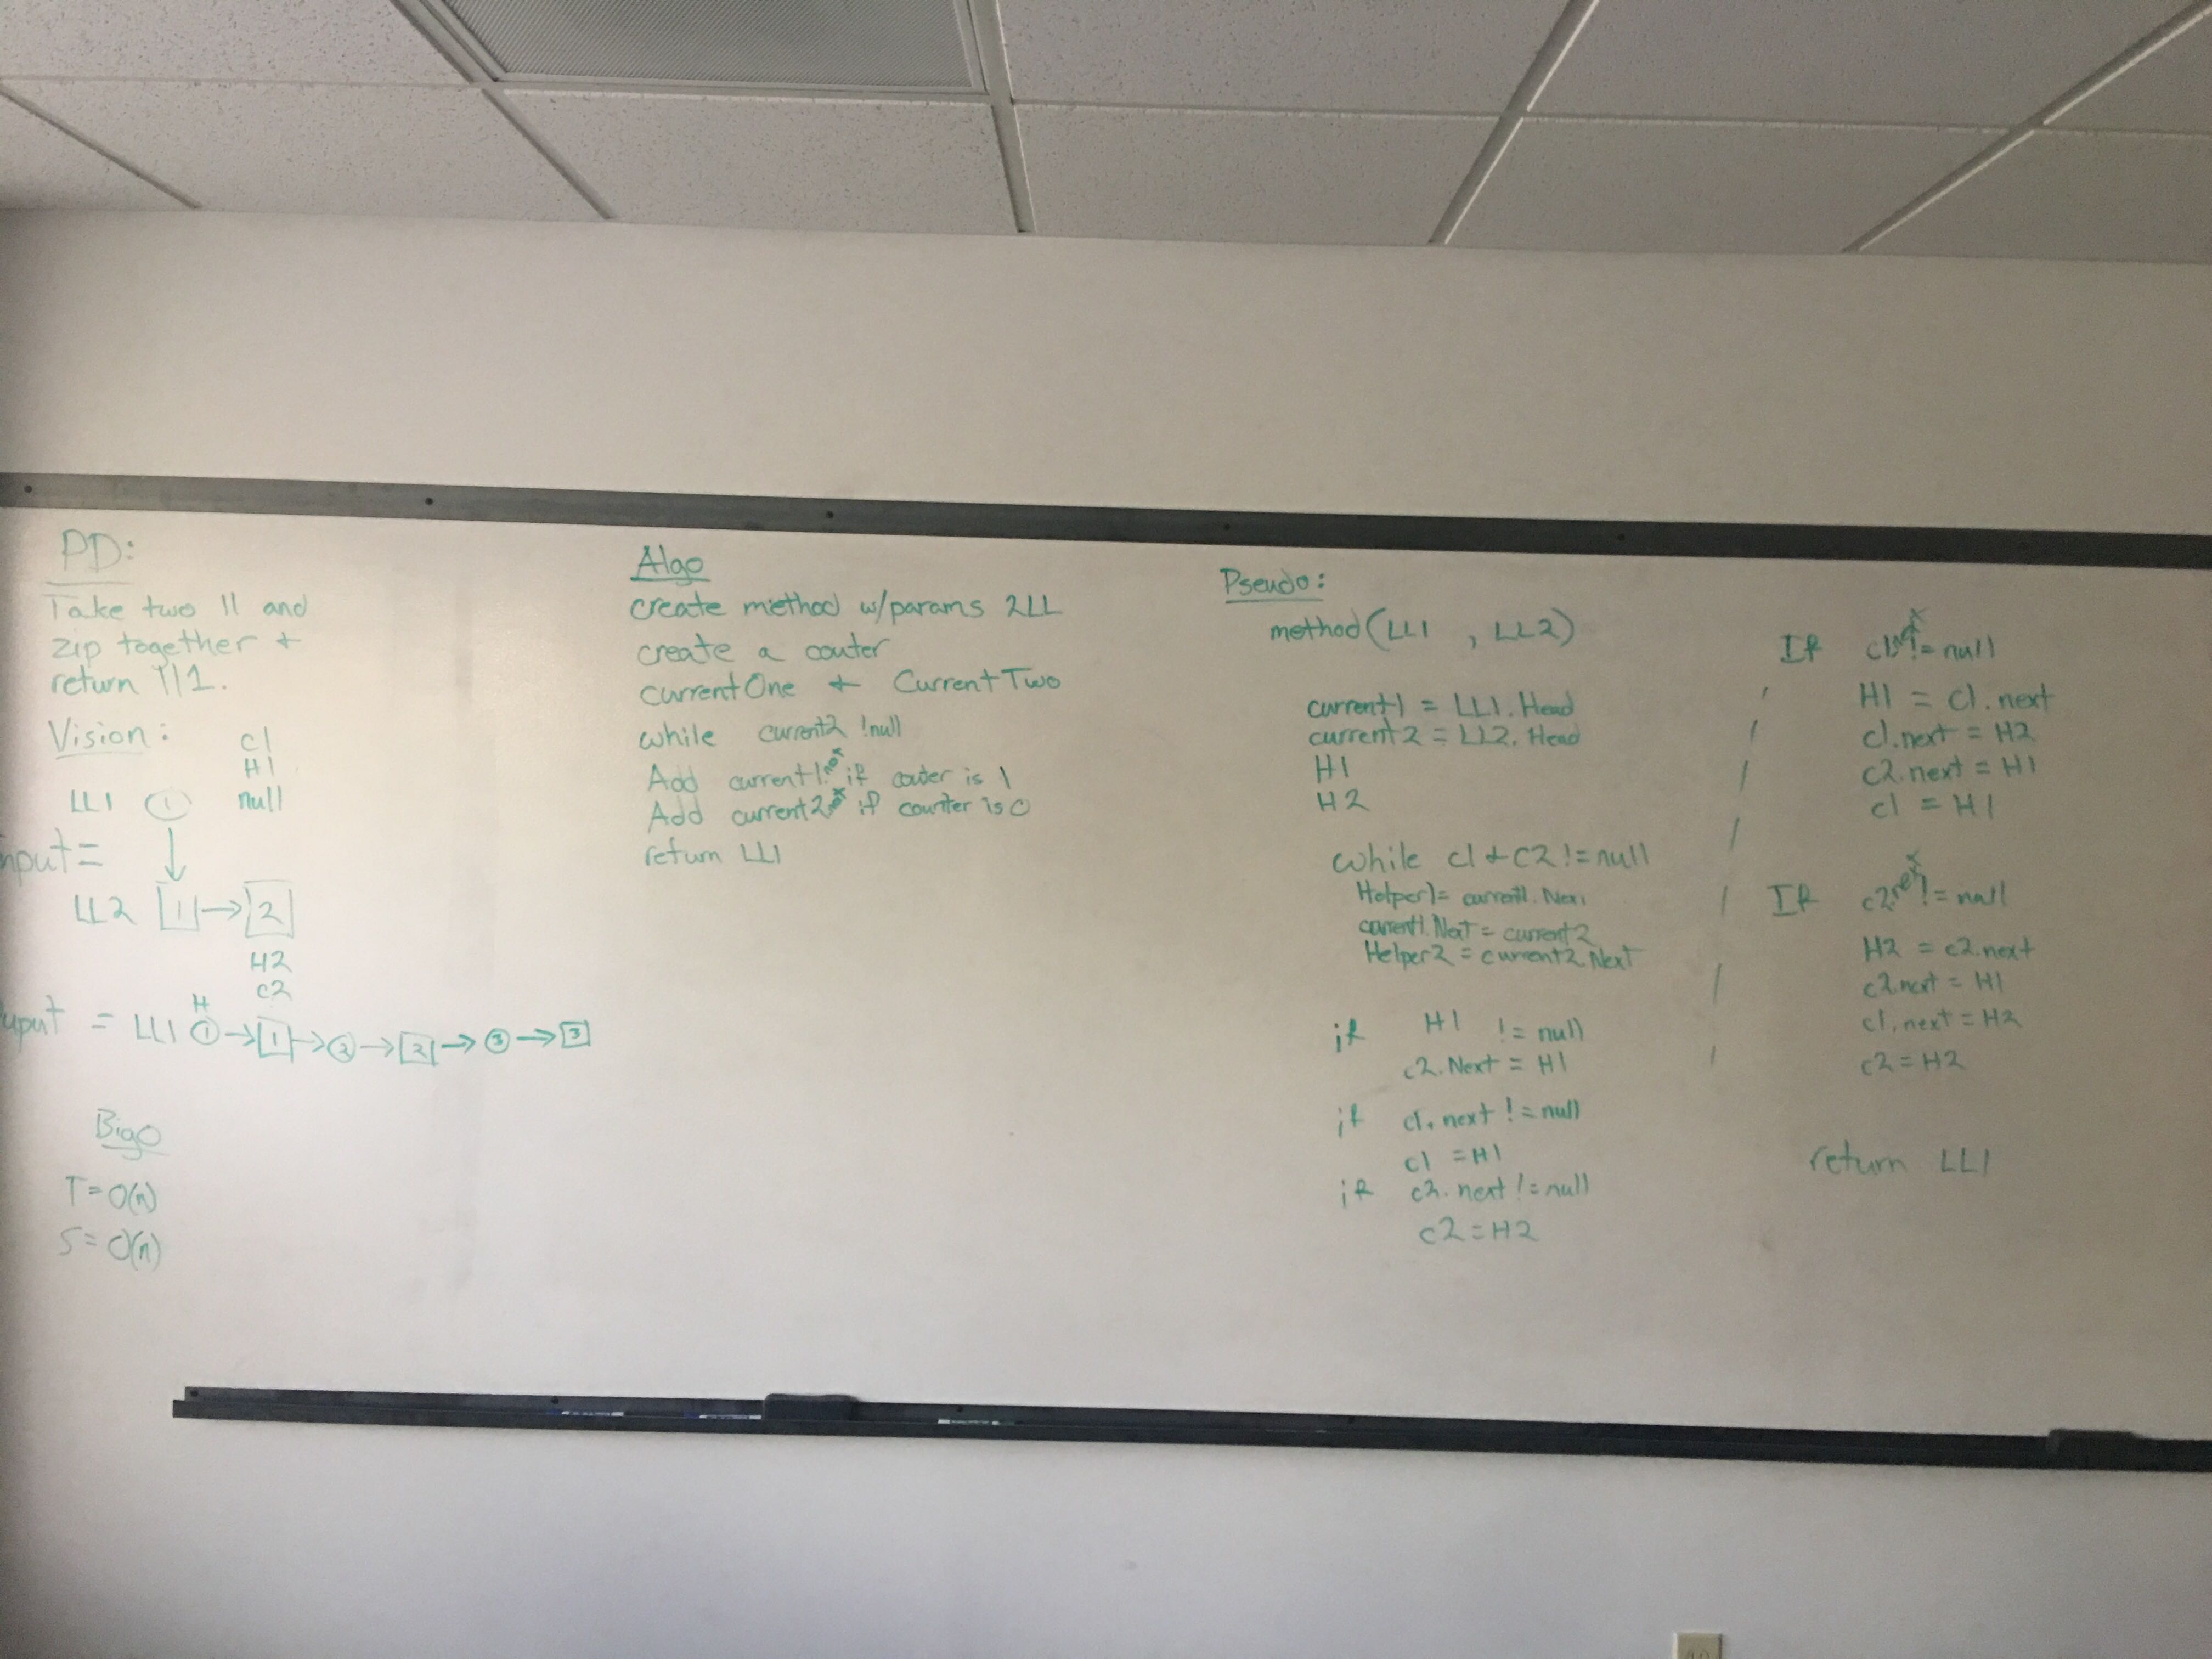 PD:
Take two ll and
zip together +
return ll1.
Vision:
c1
H1
LL1 1 null
nput =
LL2 1 → 2
H2
c2
H
uput = LL1 1 → 1 → 2 → 2 → 3 → 3
BigO
T = O(n)
S = O(n)
Algo
create method w/params 2LL
create a couter
currentOne + CurrentTwo
while current2 !null
Add current1.next if couter is 1
Add current2.next if counter is 0
return LL1
Pseudo:
method(LL1 , LL2)
current1 = LL1.Head
current2 = LL2.Head
H1
H2
while c1 + c2 != null
Helper1= current1.Next
current1.Next = current2
Helper2 = current2.Next
if H1 != null
c2.Next = H1
if c1.next != null
c1 = H1
if c2.next != null
c2 = H2
If c1.next != null
H1 = c1.next
c1.next = H2
c2.next = H1
c1 = H1
If c2.next != null
H2 = c2.next
c2.next = H1
c1.next = H2
c2 = H2
return LL1